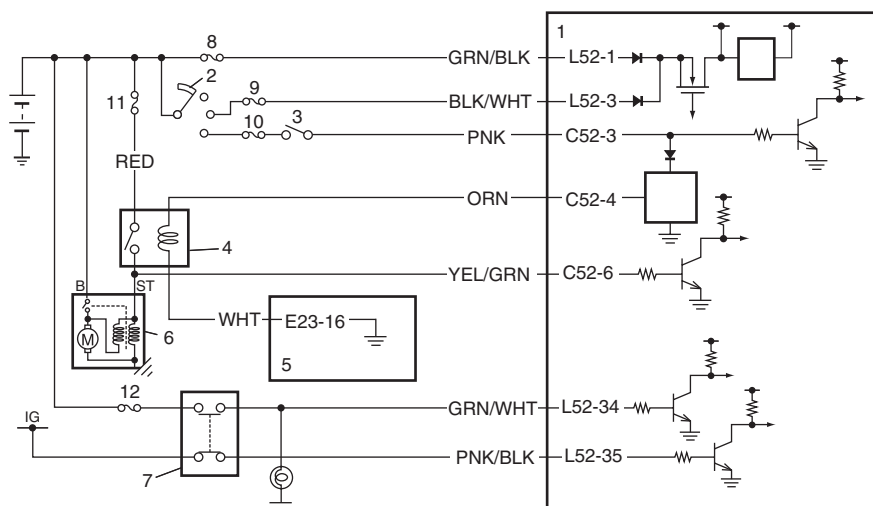 1
8
GRN/BLK
L52-1
2
9
BLK/WHT
L52-3
11
10
3
PNK
C52-3
RED
ORN
C52-4
4
YEL/GRN
C52-6
B
ST
M
6
WHT
E23-16
5
12
GRN/WHT
L52-34
IG
7
PNK/BLK
L52-35